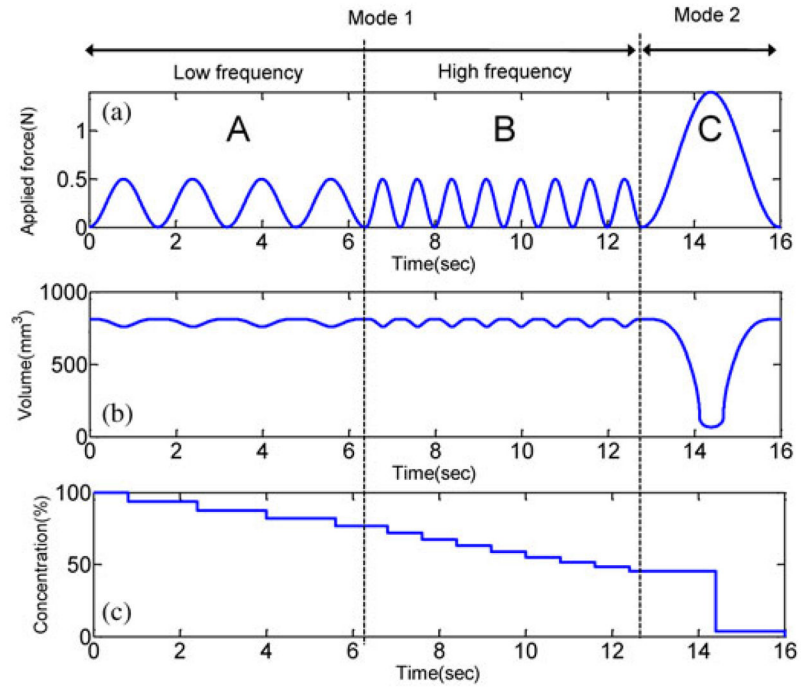 Mode 1
Mode 2
Low frequency
High frequency
(a)
A
B
C
Applied force(N)
1
0.5
0
0 2 4 6 8 10 12 14 16
Time(sec)
1000
500
0
Volume(mm³)
(b)
0 2 4 6 8 10 12 14 16
Time(sec)
100
50
0
Concentration(%)
(c)
0 2 4 6 8 10 12 14 16
Time(sec)